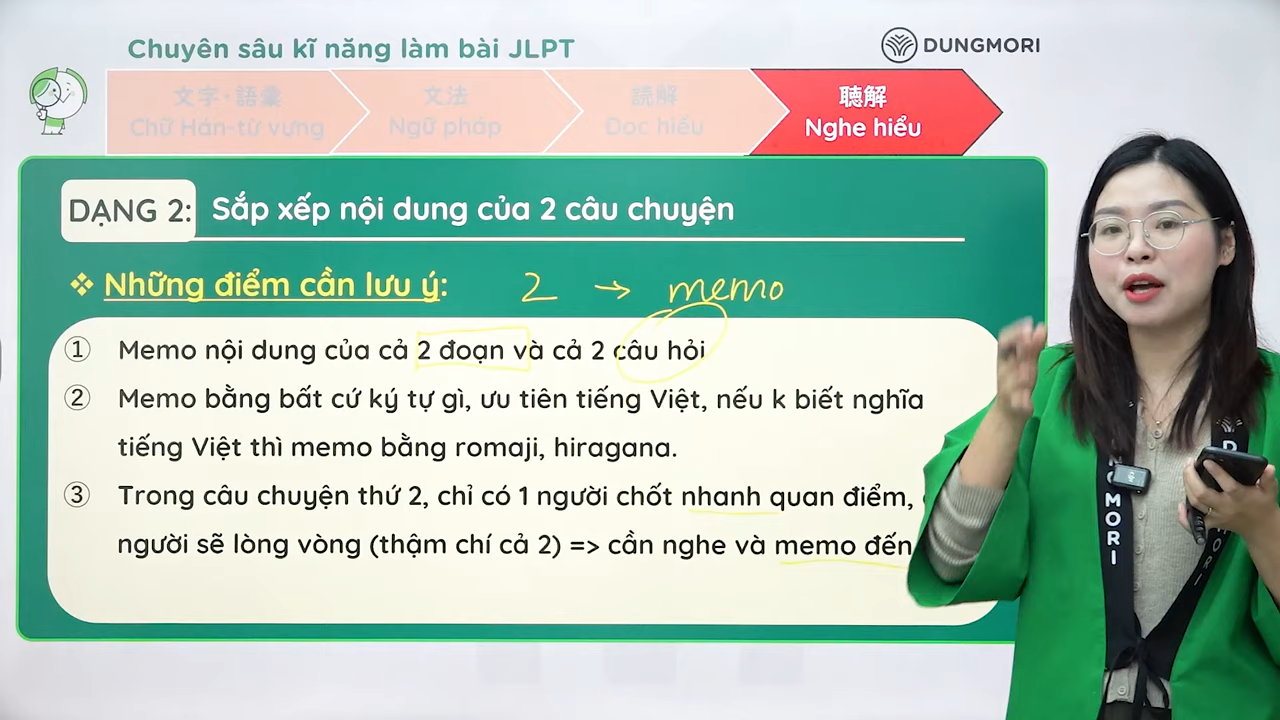 Chuyên sâu kĩ năng làm bài JLPT
DUNGMORI
文字・語彙
Chữ Hán-từ vựng
文法
Ngữ pháp
読解
Đọc hiểu
聴解
Nghe hiểu
DẠNG 2: Sắp xếp nội dung của 2 câu chuyện
❖ Những điểm cần lưu ý: 2 → memo
① Memo nội dung của cả 2 đoạn và cả 2 câu hỏi
② Memo bằng bất cứ ký tự gì, ưu tiên tiếng Việt, nếu k biết nghĩa
tiếng Việt thì memo bằng romaji, hiragana.
③ Trong câu chuyện thứ 2, chỉ có 1 người chốt nhanh quan điểm,
người sẽ lòng vòng (thậm chí cả 2) => cần nghe và memo đến
MORI